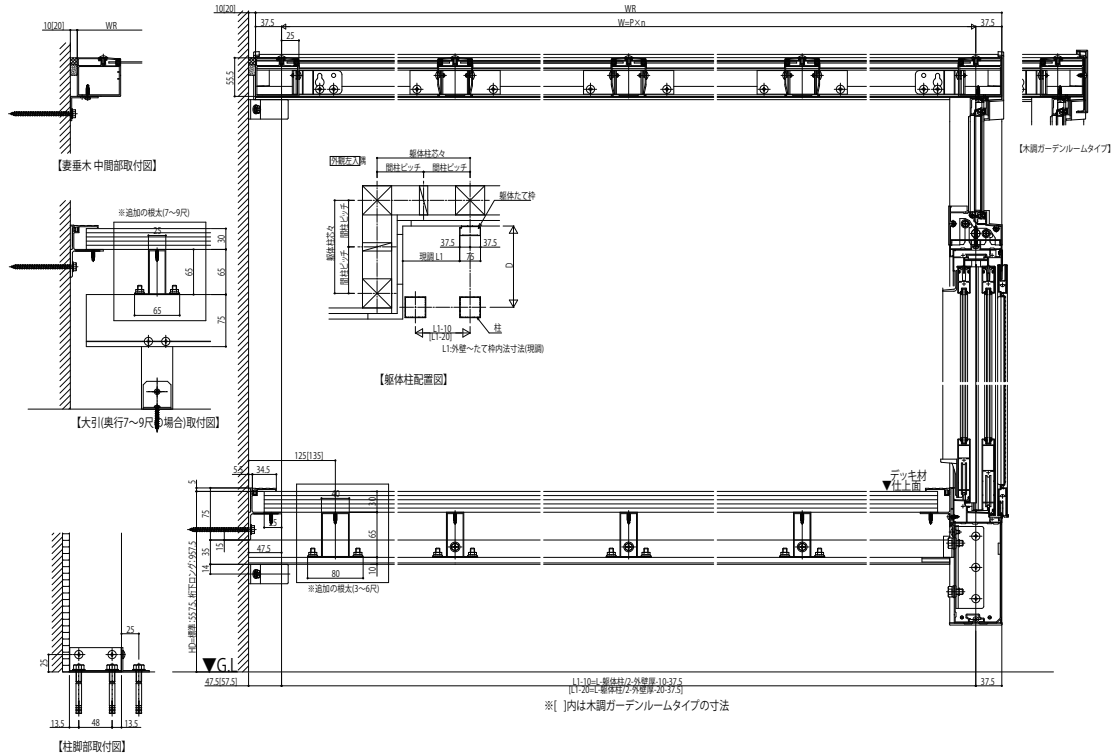 10[20]
WR
【妻垂木 中間部取付図】
※追加の根太(7〜9尺)
25
30
65
65
65
75
【大引(奥行7〜9尺の場合)取付図】
25
25
13.5
48
13.5
【柱脚部取付図】
10[20]
WR
37.5
W=P×n
37.5
25
55.5
【木調ガーデンルームタイプ】
外観左入隅
躯体柱芯々
間柱ピッチ
間柱ピッチ
躯体柱芯々
間柱ピッチ
間柱ピッチ
躯体たて枠
37.5
37.5
現調 L1
75
D
柱
L1-10
[L1-20]
L1:外壁〜たて枠内法寸法(現調)
【躯体柱配置図】
125[135]
5.5
34.5
5
75
40
30
65
15
35
14
47.5
10
80
※追加の根太(3〜6尺)
▼デッキ材
仕上面
HD=標準:557.5, 桁下ロング:957.5
▼G.L
47.5[57.5]
L1-10=L-躯体柱/2-外壁厚-10-37.5
[L1-20=L-躯体柱/2-外壁厚-20-37.5
37.5
※[ ]内は木調ガーデンルームタイプの寸法